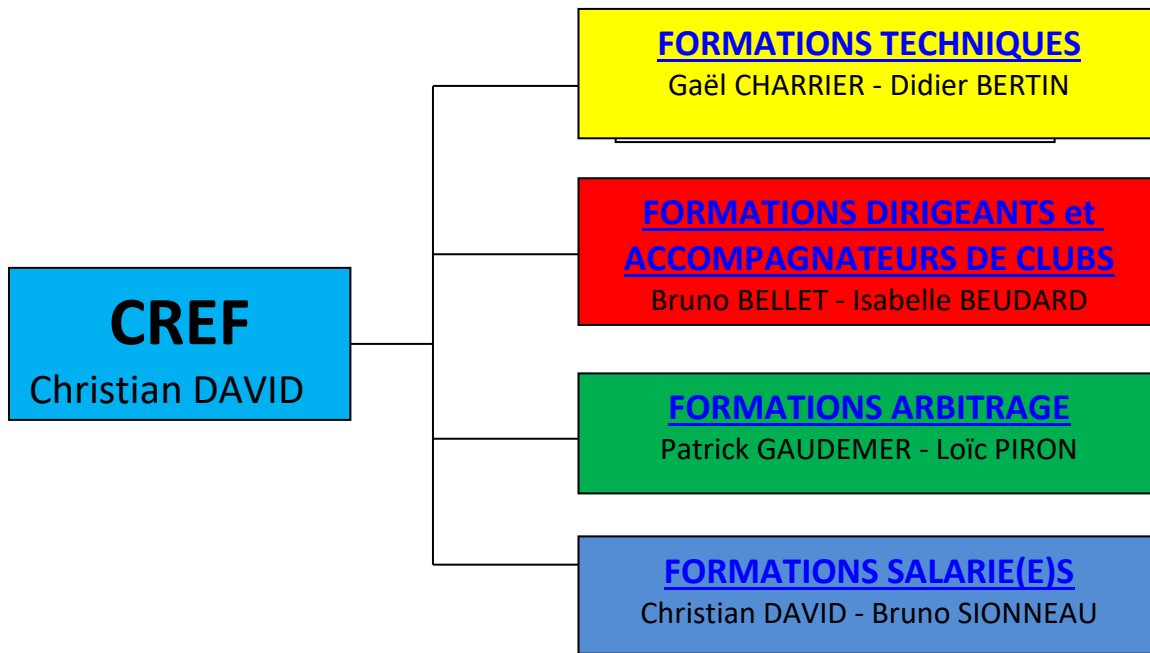 CREF
Christian DAVID
FORMATIONS TECHNIQUES
Gaël CHARRIER - Didier BERTIN
FORMATIONS DIRIGEANTS et
ACCOMPAGNATEURS DE CLUBS
Bruno BELLET - Isabelle BEUDARD
FORMATIONS ARBITRAGE
Patrick GAUDEMER - Loïc PIRON
FORMATIONS SALARIE(E)S
Christian DAVID - Bruno SIONNEAU